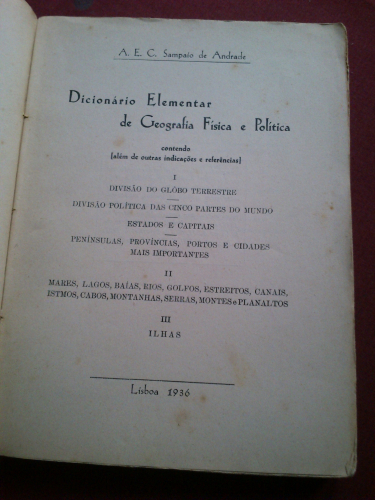 A. E. C. Sampaio de Andrade
Dicionário Elementar
de Geografia Física e Política
contendo
[além de outras indicações e referências]
I
DIVISÃO DO GLÓBO TERRESTRE
DIVISÃO POLÍTICA DAS CINCO PARTES DO MUNDO
ESTADOS E CAPITAIS
PENÍNSULAS, PROVÍNCIAS, PORTOS E CIDADES
MAIS IMPORTANTES
II
MARES, LAGOS, BAÍAS, RIOS, GOLFOS, ESTREITOS, CANAIS,
ISTMOS, CABOS, MONTANHAS, SERRAS, MONTES e PLANALTOS
III
ILHAS
Lisboa 1936